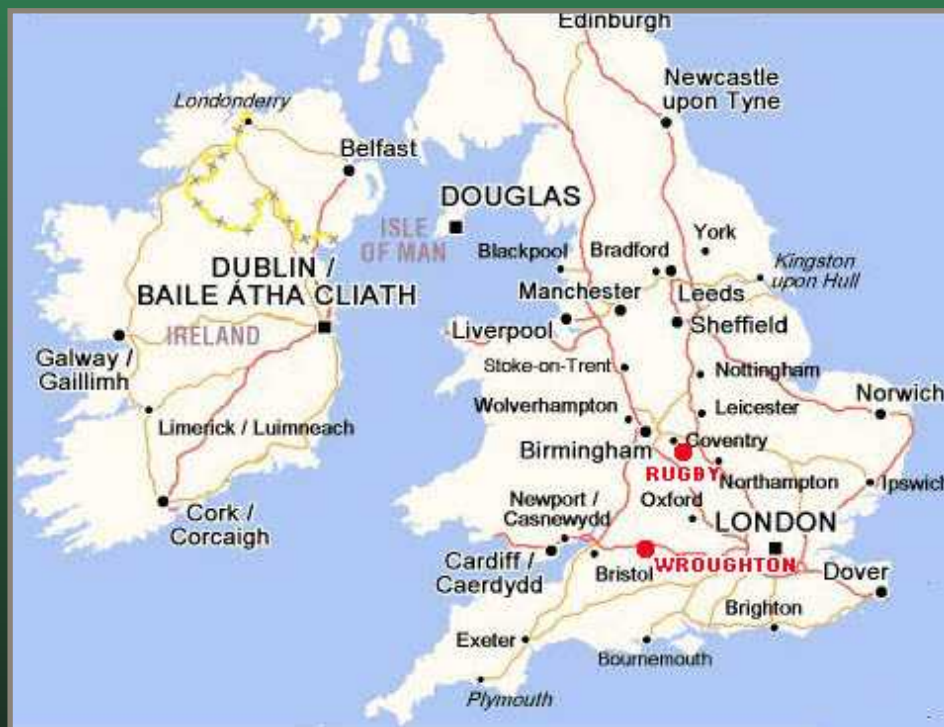 Edinburgh
Newcastle
upon Tyne
Londonderry
Belfast
DOUGLAS
ISLE
OF MAN
York
Blackpool
Bradford
Kingston
upon Hull
DUBLIN /
BAILE ÁTHA CLIATH
Manchester
Leeds
Liverpool
Sheffield
IRELAND
Galway /
Gaillimh
Stoke-on-Trent
Nottingham
Norwich
Wolverhampton
Leicester
Limerick / Luimneach
Birmingham
Coventry
RUGBY
Northampton
Ipswich
Cork /
Corcaigh
Newport /
Casnewydd
Oxford
LONDON
Cardiff /
Caerdydd
Bristol
WROUGHTON
Dover
Brighton
Exeter
Bournemouth
Plymouth